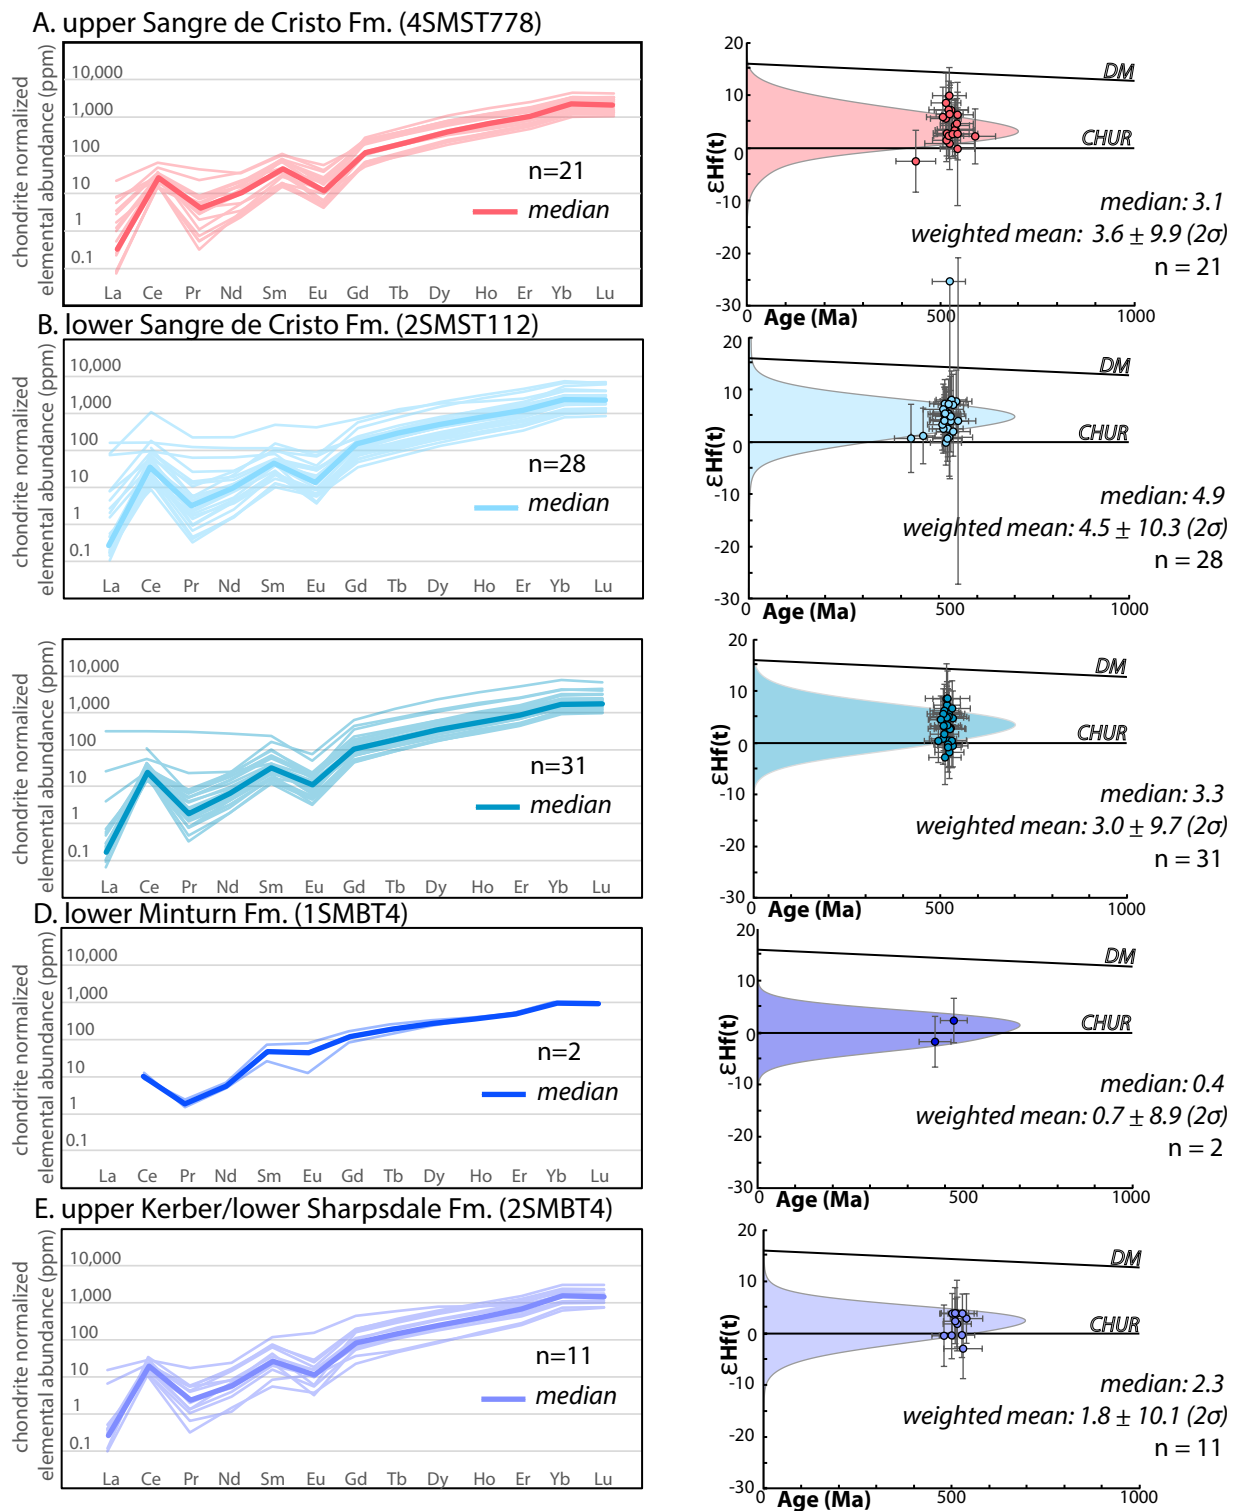 A. upper Sangre de Cristo Fm. (4SMST778)
chondrite normalized
elemental abundance (ppm)
10,000
1,000
100
10
1
0.1
n=21
median
La Ce Pr Nd Sm Eu Gd Tb Dy Ho Er Yb Lu
εHf(t)
20
10
0
-10
-20
-30
DM
CHUR
median: 3.1
weighted mean: 3.6 ± 9.9 (2σ)
n = 21
0 Age (Ma) 500 1000
B. lower Sangre de Cristo Fm. (2SMST112)
chondrite normalized
elemental abundance (ppm)
10,000
1,000
100
10
1
0.1
n=28
median
La Ce Pr Nd Sm Eu Gd Tb Dy Ho Er Yb Lu
εHf(t)
20
10
0
-10
-20
-30
DM
CHUR
median: 4.9
weighted mean: 4.5 ± 10.3 (2σ)
n = 28
0 Age (Ma) 500 1000
chondrite normalized
elemental abundance (ppm)
10,000
1,000
100
10
1
0.1
n=31
median
La Ce Pr Nd Sm Eu Gd Tb Dy Ho Er Yb Lu
εHf(t)
20
10
0
-10
-20
-30
DM
CHUR
median: 3.3
weighted mean: 3.0 ± 9.7 (2σ)
n = 31
0 Age (Ma) 500 1000
D. lower Minturn Fm. (1SMBT4)
chondrite normalized
elemental abundance (ppm)
10,000
1,000
100
10
1
0.1
n=2
median
La Ce Pr Nd Sm Eu Gd Tb Dy Ho Er Yb Lu
εHf(t)
20
10
0
-10
-20
-30
DM
CHUR
median: 0.4
weighted mean: 0.7 ± 8.9 (2σ)
n = 2
0 Age (Ma) 500 1000
E. upper Kerber/lower Sharpsdale Fm. (2SMBT4)
chondrite normalized
elemental abundance (ppm)
10,000
1,000
100
10
1
0.1
n=11
median
La Ce Pr Nd Sm Eu Gd Tb Dy Ho Er Yb Lu
εHf(t)
20
10
0
-10
-20
-30
DM
CHUR
median: 2.3
weighted mean: 1.8 ± 10.1 (2σ)
n = 11
0 Age (Ma) 500 1000